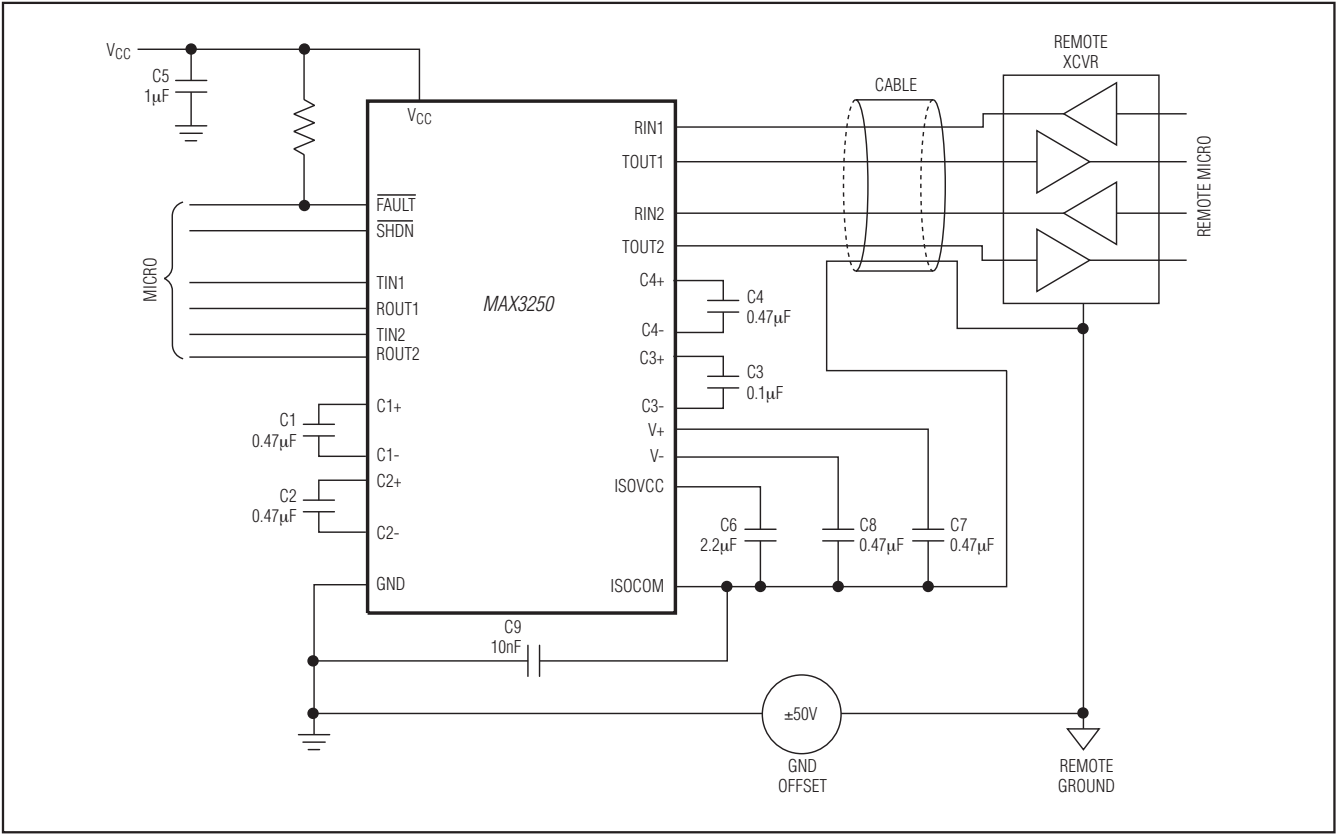 VCC
C5
1μF
VCC
FAULT
SHDN
MICRO
TIN1
ROUT1
TIN2
ROUT2
C1
0.47μF
C1+
C1-
C2
0.47μF
C2+
C2-
GND
MAX3250
RIN1
TOUT1
RIN2
TOUT2
C4+
C4-
C4
0.47μF
C3+
C3-
C3
0.1μF
V+
V-
ISOVCC
ISOCOM
C6
2.2μF
C8
0.47μF
C7
0.47μF
C9
10nF
CABLE
REMOTE
XCVR
REMOTE MICRO
±50V
GND
OFFSET
REMOTE
GROUND